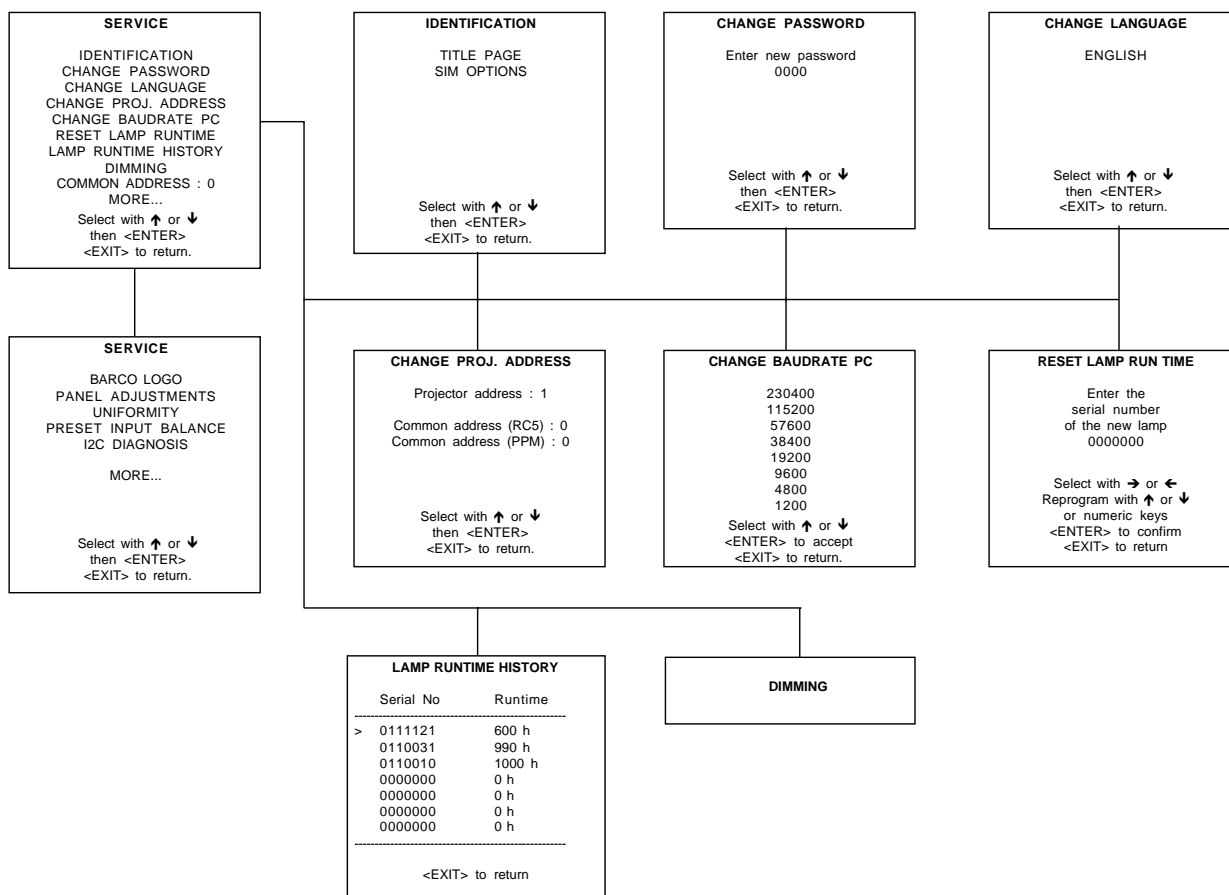 SERVICE
IDENTIFICATION
CHANGE PASSWORD
CHANGE LANGUAGE
CHANGE PROJ. ADDRESS
CHANGE BAUDRATE PC
RESET LAMP RUNTIME
LAMP RUNTIME HISTORY
DIMMING
COMMON ADDRESS : 0
MORE...
Select with ↑ or ↓
then <ENTER>
<EXIT> to return.
IDENTIFICATION
TITLE PAGE
SIM OPTIONS
Select with ↑ or ↓
then <ENTER>
<EXIT> to return.
CHANGE PASSWORD
Enter new password
0000
Select with ↑ or ↓
then <ENTER>
<EXIT> to return.
CHANGE LANGUAGE
ENGLISH
Select with ↑ or ↓
then <ENTER>
<EXIT> to return.
SERVICE
BARCO LOGO
PANEL ADJUSTMENTS
UNIFORMITY
PRESET INPUT BALANCE
I2C DIAGNOSIS
MORE...
Select with ↑ or ↓
then <ENTER>
<EXIT> to return.
CHANGE PROJ. ADDRESS
Projector address : 1
Common address (RC5) : 0
Common address (PPM) : 0
Select with ↑ or ↓
then <ENTER>
<EXIT> to return.
CHANGE BAUDRATE PC
230400
115200
57600
38400
19200
9600
4800
1200
Select with ↑ or ↓
<ENTER> to accept
<EXIT> to return.
RESET LAMP RUN TIME
Enter the
serial number
of the new lamp
0000000
Select with → or ←
Reprogram with ↑ or ↓
or numeric keys
<ENTER> to confirm
<EXIT> to return
LAMP RUNTIME HISTORY
Serial No Runtime
------------------------------------------------------
> 0111121 600 h
0110031 990 h
0110010 1000 h
0000000 0 h
0000000 0 h
0000000 0 h
0000000 0 h
------------------------------------------------------
<EXIT> to return
DIMMING